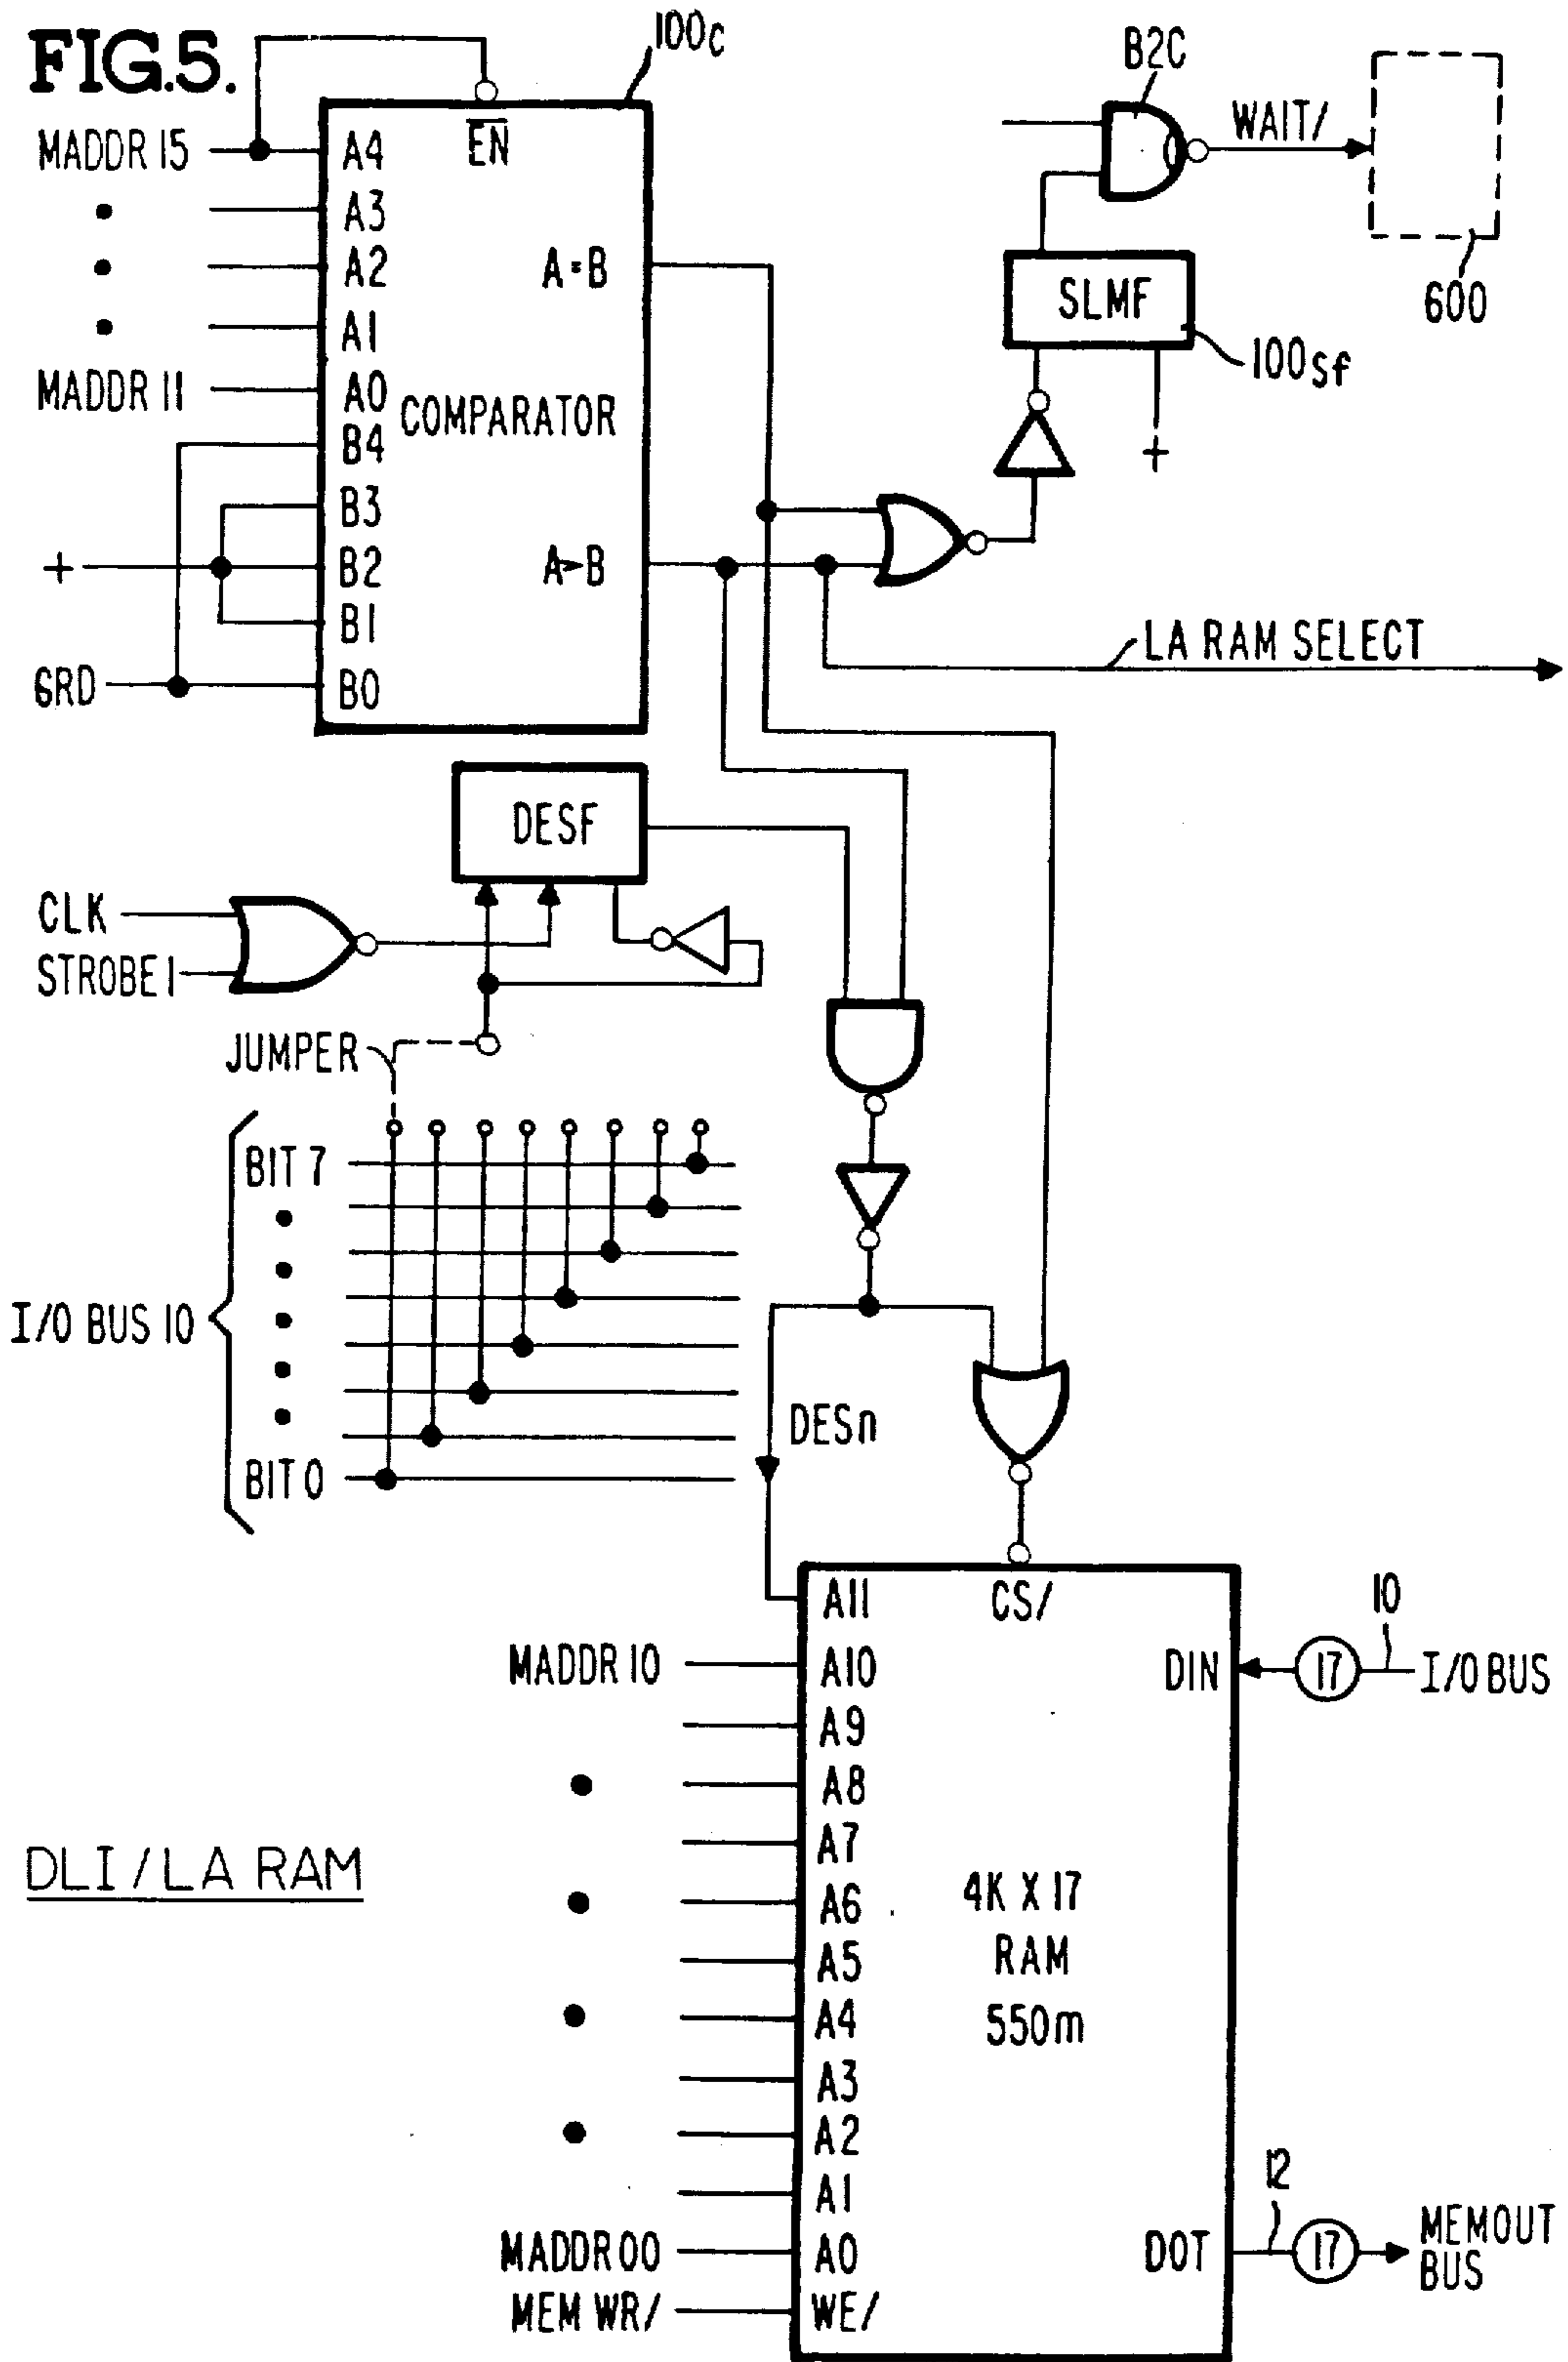 FIG.5.
100c
B2C
WAIT/
600
MADDR 15
A4
EN
A3
A2
A=B
A1
MADDR 11
A0
COMPARATOR
B4
B3
+
B2
A>B
B1
GRD
B0
SLMF
100sf
+
LA RAM SELECT
DESF
CLK
STROBE 1
JUMPER
BIT 7
I/O BUS 10
BIT 0
DESn
A11
CS/
MADDR 10
A10
DIN
17
10
I/O BUS
A9
A8
A7
DLI / LA RAM
A6
4K X 17
RAM
550m
A5
A4
A3
A2
A1
MADDR 00
A0
DOT
12
17
MEMOUT
BUS
MEM WR/
WE/